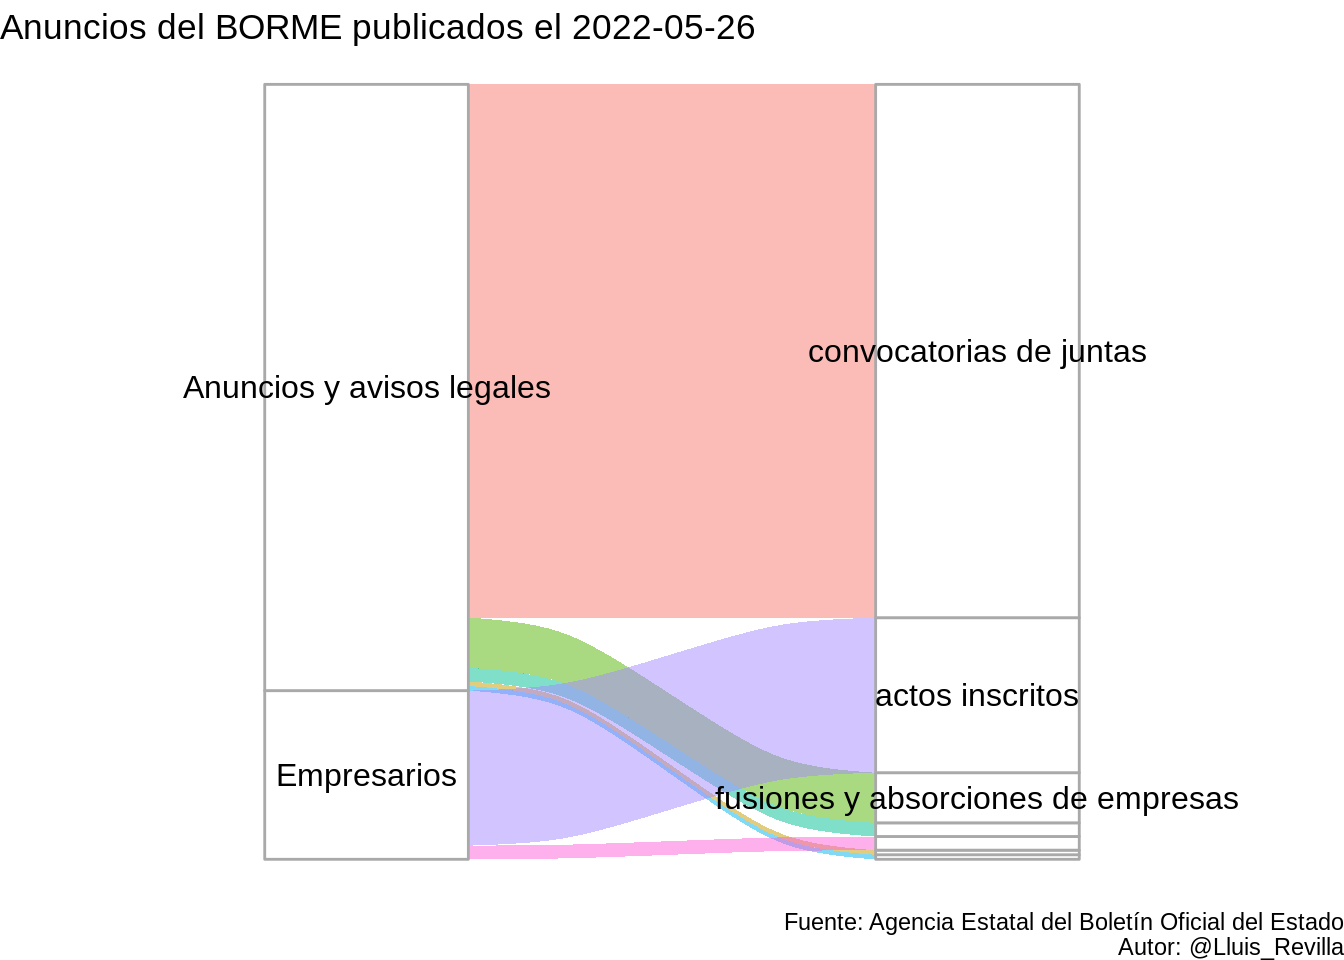 Anuncios del BORME publicados el 2022-05-26
convocatorias de juntas
Anuncios y avisos legales
actos inscritos
Empresarios
fusiones y absorciones de empresas
Fuente: Agencia Estatal del Boletín Oficial del Estado
Autor: @Lluis_Revilla